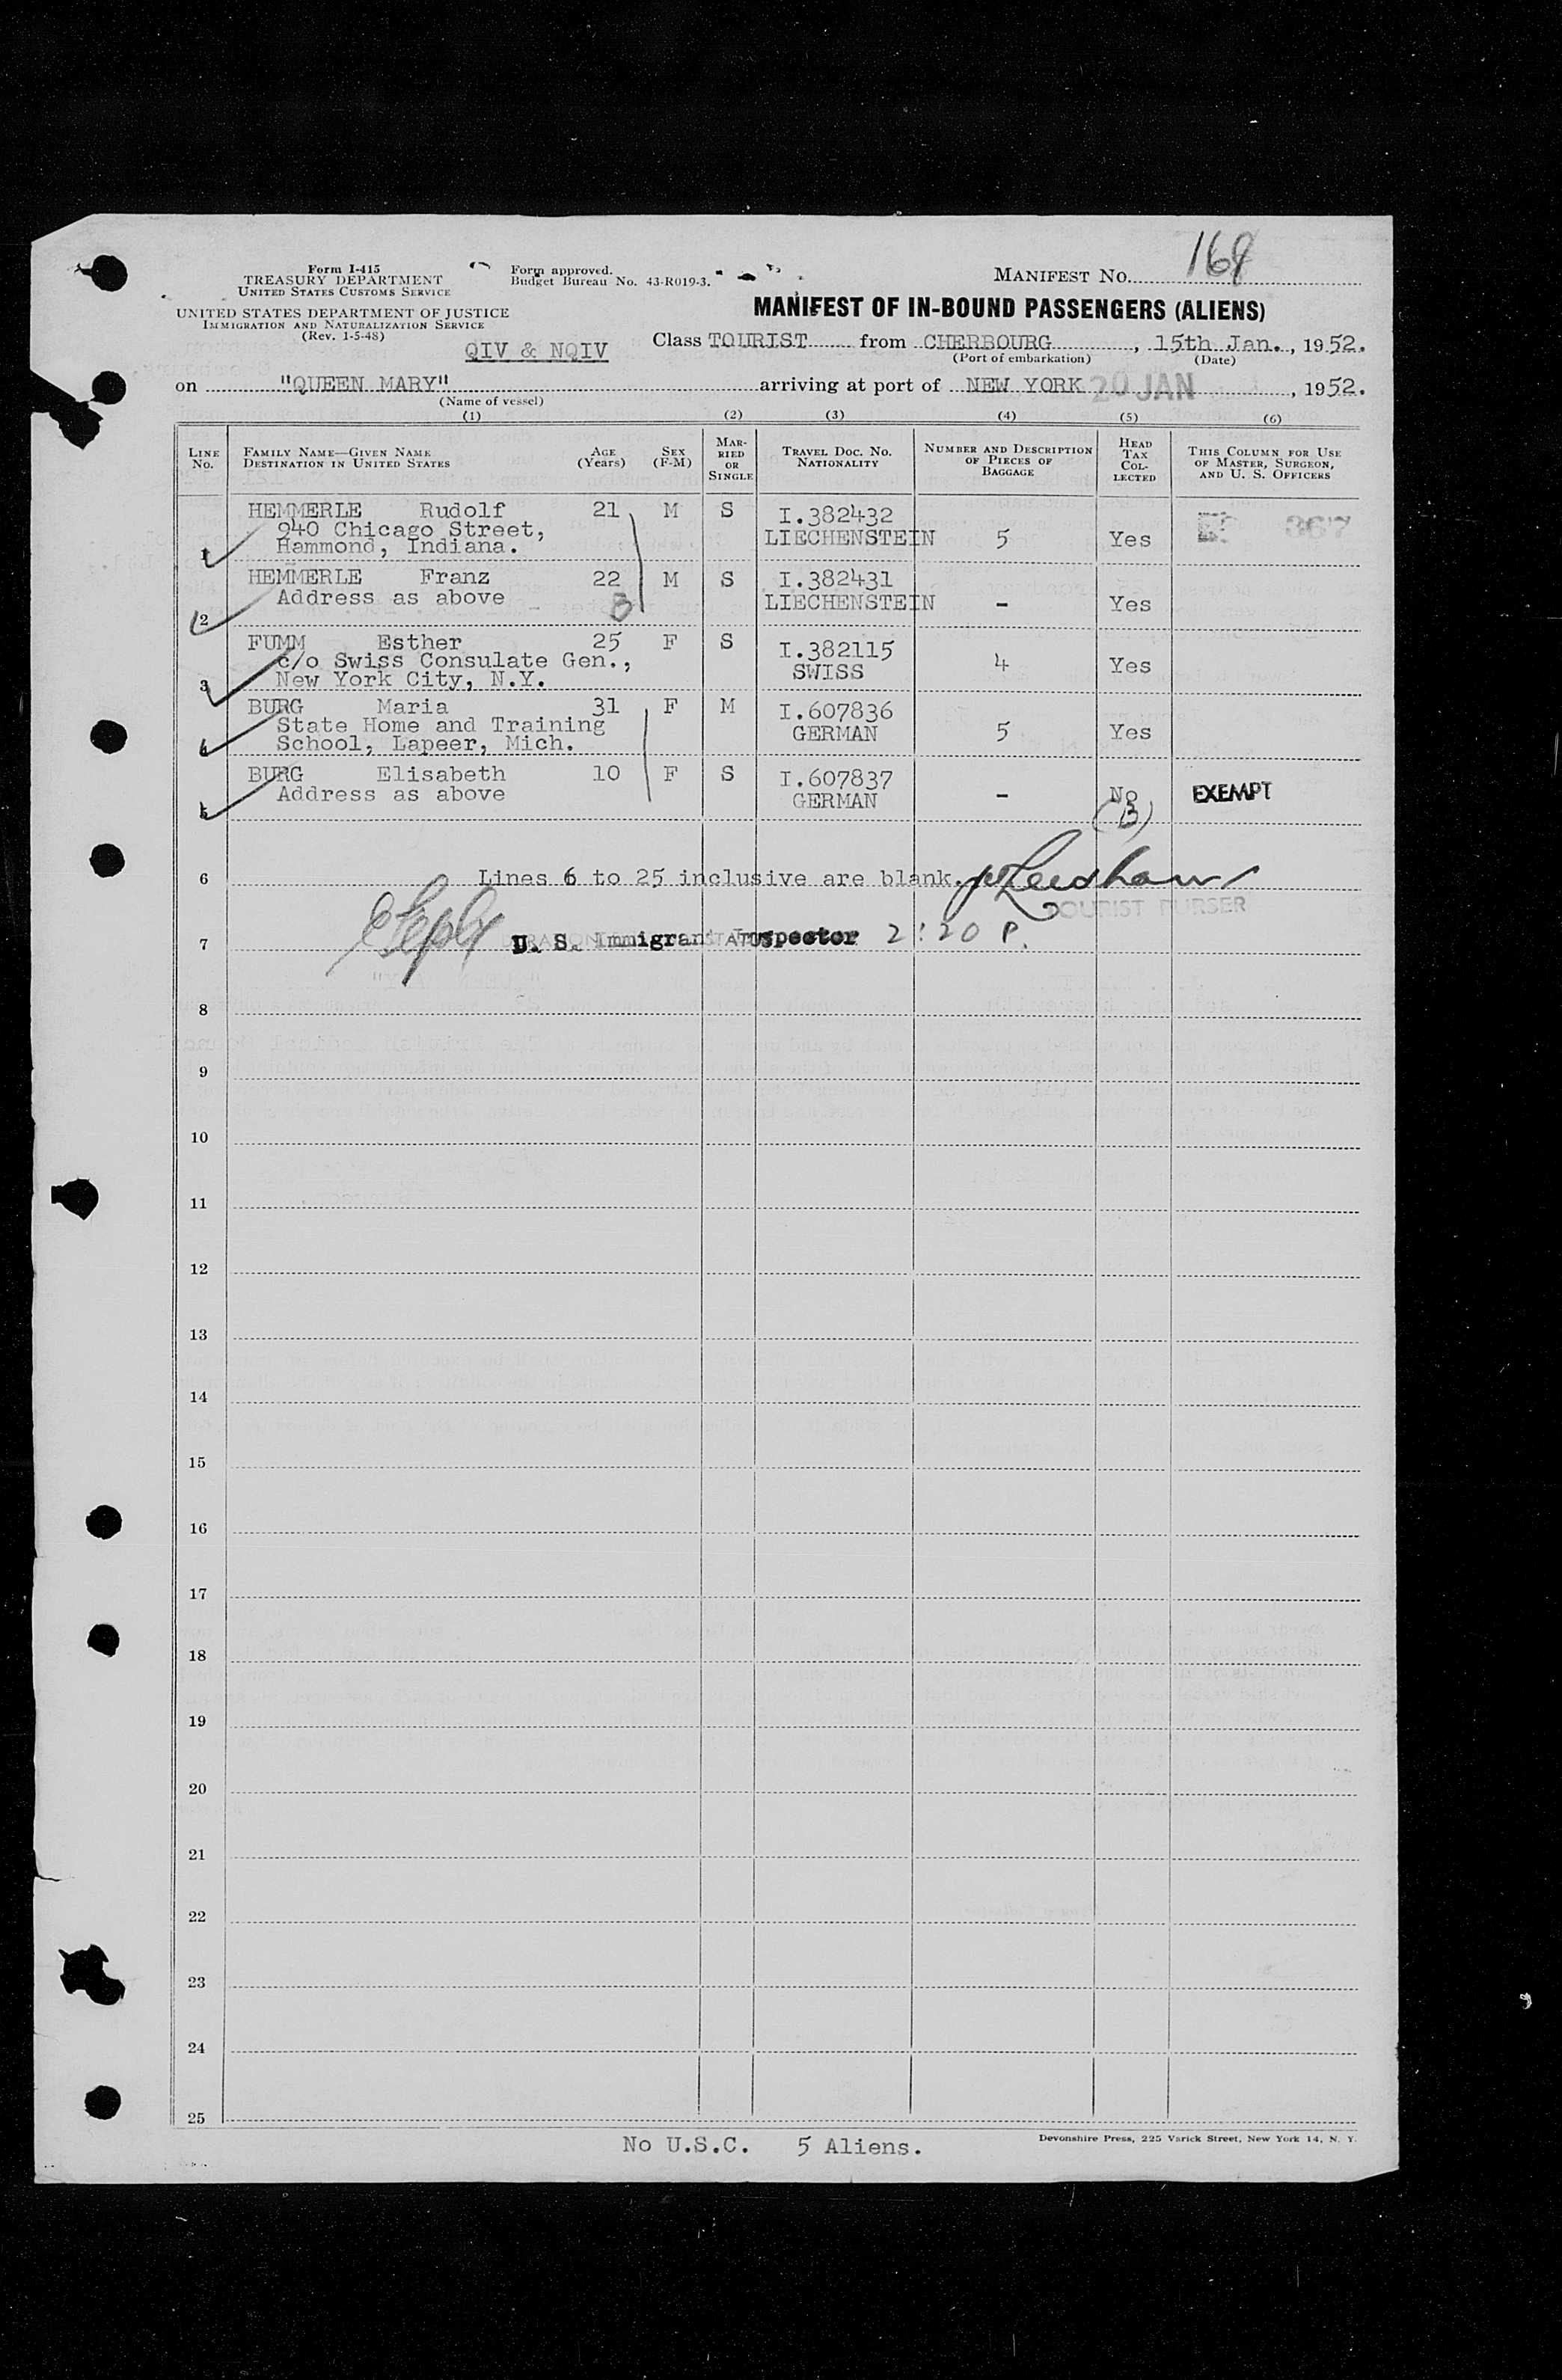 Form I-415
TREASURY DEPARTMENT
UNITED STATES CUSTOMS SERVICE
UNITED STATES DEPARTMENT OF JUSTICE
IMMIGRATION AND NATURALIZATION SERVICE
(Rev. 1-5-48)
Form approved.
Budget Bureau No. 43-R019-3.
MANIFEST NO. 168
MANIFEST OF IN-BOUND PASSENGERS (ALIENS)
QIV & NQIV
Class TOURIST from CHERBOURG, 15th Jan., 1952.
(Port of embarkation) (Date)
on "QUEEN MARY" arriving at port of NEW YORK 20 JAN, 1952.
(Name of vessel)
(1) (2) (3) (4) (5) (6)
LINE No. FAMILY NAME—GIVEN NAME DESTINATION IN UNITED STATES AGE (Years) SEX (F-M) MARRIED OR SINGLE TRAVEL DOC. NO. NATIONALITY NUMBER AND DESCRIPTION OF PIECES OF BAGGAGE HEAD TAX COLLECTED THIS COLUMN FOR USE OF MASTER, SURGEON, AND U. S. OFFICERS
1 HEMMERLE Rudolf 21 M S I.382432
940 Chicago Street, LIECHENSTEIN 5 Yes 367
Hammond, Indiana.
2 HEMMERLE Franz 22 M S I.382431
Address as above LIECHENSTEIN - Yes
B
3 FUMM Esther 25 F S I.382115
c/o Swiss Consulate Gen., SWISS 4 Yes
New York City, N.Y.
4 BURG Maria 31 F M I.607836
State Home and Training GERMAN 5 Yes
School, Lapeer, Mich.
5 BURG Elisabeth 10 F S I.607837
Address as above GERMAN - No EXEMPT
(B)
6 Lines 6 to 25 inclusive are blank.
TOURIST PURSER
7 U. S. Immigrant Inspector 2:20 P.
8
9
10
11
12
13
14
15
16
17
18
19
20
21
22
23
24
25
No U.S.C. 5 Aliens.
Devonshire Press, 225 Varick Street, New York 14, N. Y.